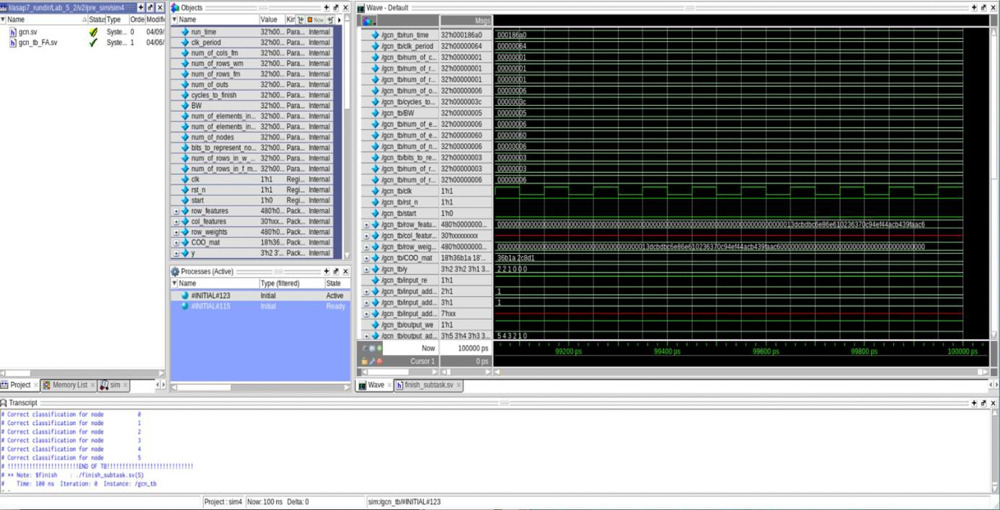 l/asap7_rundir/Lab_5_2/v2/pre_sim/sim4
Name Status Type Orde Modifi
gcn.sv Syste... 0 04/09/
gcn_tb_FA.sv Syste... 1 04/06/
Project Memory List sim
Objects
Name Value Kin Now
run_time 32'h00... Para... Internal
clk_period 32'h00... Para... Internal
num_of_cols_fm 32'h00... Para... Internal
num_of_rows_wm 32'h00... Para... Internal
num_of_rows_fm 32'h00... Para... Internal
num_of_outs 32'h00... Para... Internal
cycles_to_finish 32'h00... Para... Internal
BW 32'h00... Para... Internal
num_of_elements_in... 32'h00... Para... Internal
num_of_elements_in... 32'h00... Para... Internal
num_of_nodes 32'h00... Para... Internal
bits_to_represent_no... 32'h00... Para... Internal
num_of_rows_in_w_... 32'h00... Para... Internal
num_of_rows_in_f_m... 32'h00... Para... Internal
clk 1'h1 Regi... Internal
rst_n 1'h1 Regi... Internal
start 1'h0 Regi... Internal
row_features 480'h0... Pack... Internal
col_features 30'hxx... Pack... Internal
row_weights 480'h0... Pack... Internal
COO_mat 18'h36... Pack... Internal
y 3'h2 3'... Pack... Internal
Processes (Active)
Name Type (filtered) State
#INITIAL#123 Initial Active
#INITIAL#115 Initial Ready
Wave - Default
Msgs
/gcn_tb/run_time 32'h000186a0 000186a0
/gcn_tb/clk_period 32'h00000064 00000064
/gcn_tb/num_of_c... 32'h00000001 00000001
/gcn_tb/num_of_r... 32'h00000001 00000001
/gcn_tb/num_of_r... 32'h00000001 00000001
/gcn_tb/num_of_o... 32'h00000006 00000006
/gcn_tb/cycles_to... 32'h0000003c 0000003c
/gcn_tb/BW 32'h00000005 00000005
/gcn_tb/num_of_e... 32'h00000006 00000006
/gcn_tb/num_of_e... 32'h00000060 00000060
/gcn_tb/num_of_n... 32'h00000006 00000006
/gcn_tb/bits_to_re... 32'h00000003 00000003
/gcn_tb/num_of_r... 32'h00000003 00000003
/gcn_tb/num_of_r... 32'h00000006 00000006
/gcn_tb/clk 1'h1
/gcn_tb/rst_n 1'h1
/gcn_tb/start 1'h0
/gcn_tb/row_featu... 480'h0000000...
/gcn_tb/col_featur... 30'hxxxxxxxx
/gcn_tb/row_weig... 480'h0000000...
/gcn_tb/COO_mat 18'h36b1a 18'... 36b1a 2c8d1
/gcn_tb/y 3'h2 3'h2 3'h1 3... 2 2 1 0 0 0
/gcn_tb/input_re 1'h1
/gcn_tb/input_add... 2'h1 1
/gcn_tb/input_add... 3'h1 1
/gcn_tb/input_add... 7'hxx
/gcn_tb/output_we 1'h1
/gcn_tb/output_ad... 3'h5 3'h4 3'h3 3... 5 4 3 2 1 0
Now 100000 ps 99200 ps 99400 ps 99600 ps 99800 ps 100000 ps
Cursor 1 0 ps
Wave finish_subtask.sv
Transcript
# Correct classification for node 0
# Correct classification for node 1
# Correct classification for node 2
# Correct classification for node 3
# Correct classification for node 4
# Correct classification for node 5
# !!!!!!!!!!!!!!!!!!!!!!!END OF TB!!!!!!!!!!!!!!!!!!!!!!!!!!!
# ** Note: $finish : ./finish_subtask.sv(5)
# Time: 100 ns Iteration: 0 Instance: /gcn_tb
Project : sim4 Now: 100 ns Delta: 0 sim:/gcn_tb/#INITIAL#123